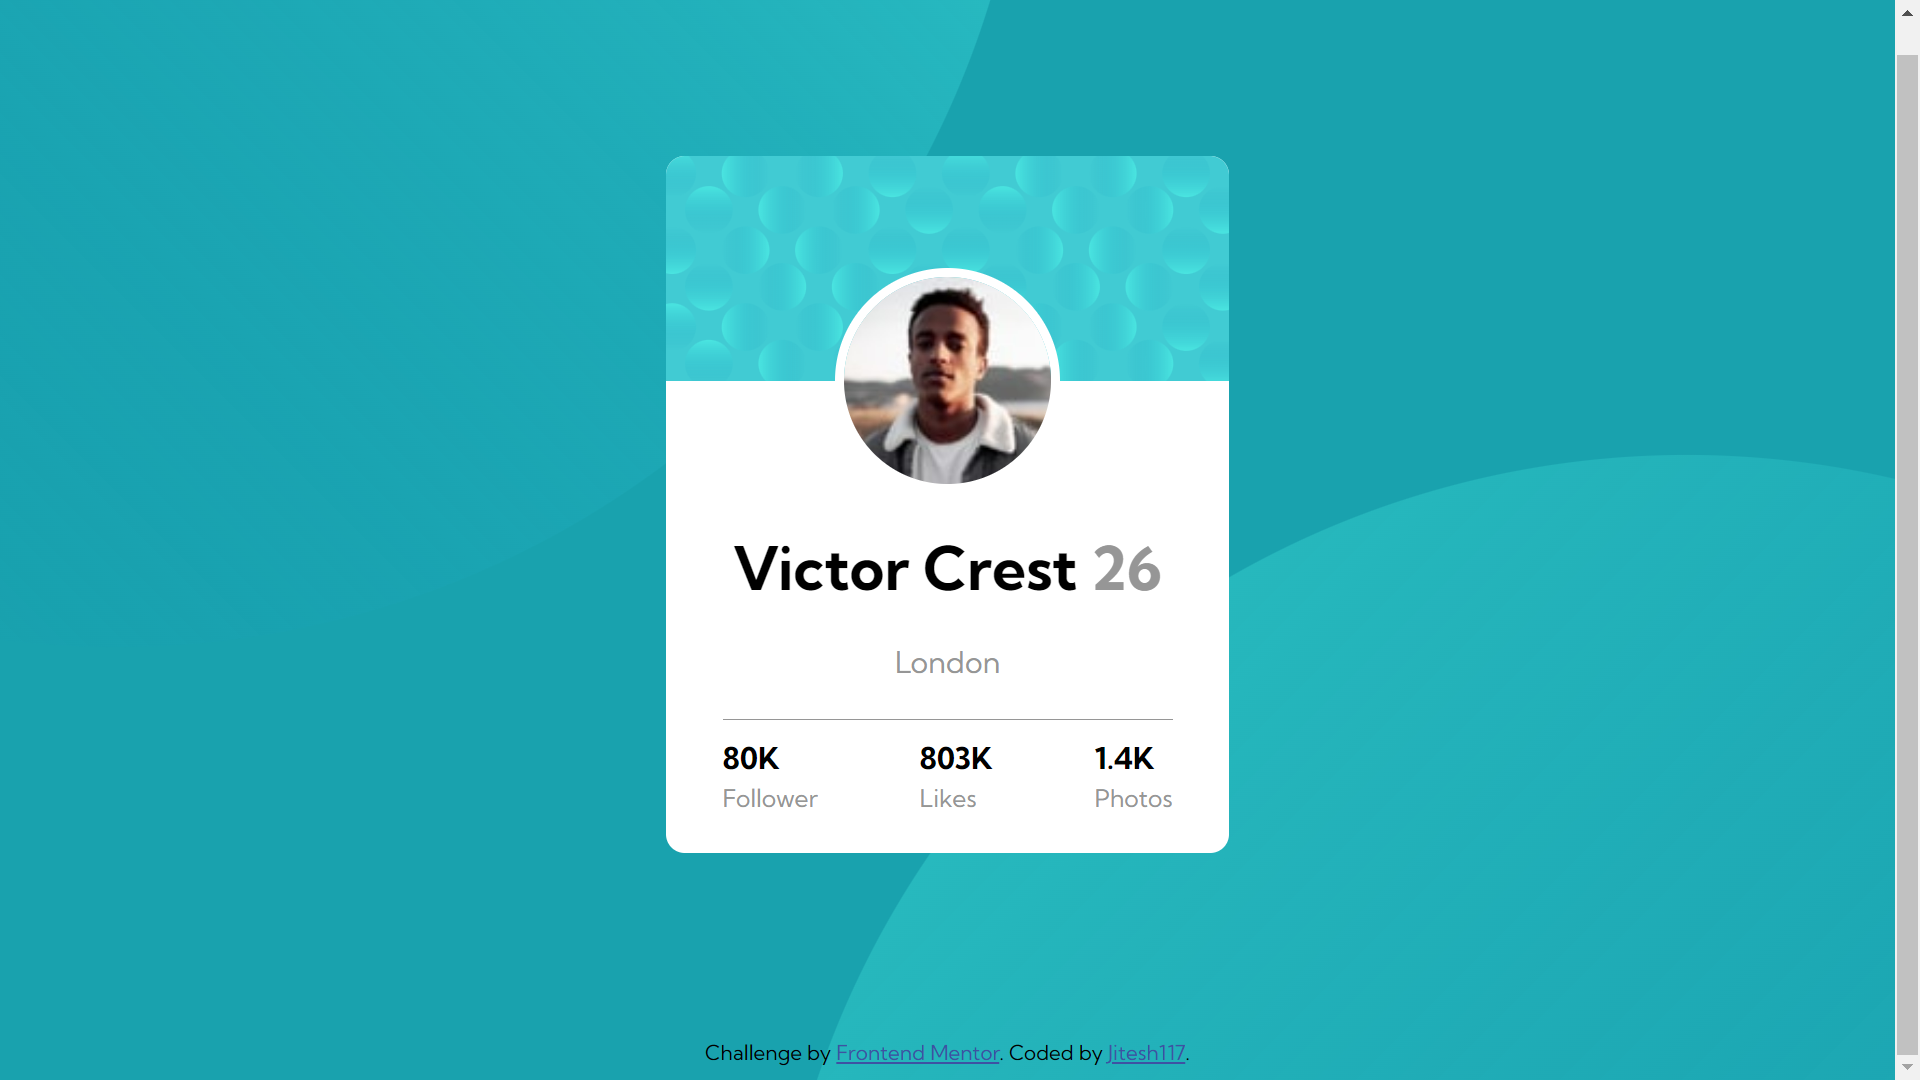 Victor Crest 26
London
80K 803K 1.4K
Follower Likes Photos
Challenge by Frontend Mentor. Coded by Jitesh117.